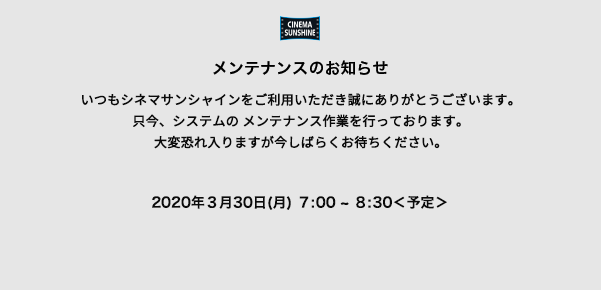 CINEMA
SUNSHINE
メンテナンスのお知らせ
いつもシネマサンシャインをご利用いただき誠にありがとうございます。
只今、システムの メンテナンス作業を行っております。
大変恐れ入りますが今しばらくお待ちください。
2020年３月30日(月) ７:00 ~ ８:30＜予定＞